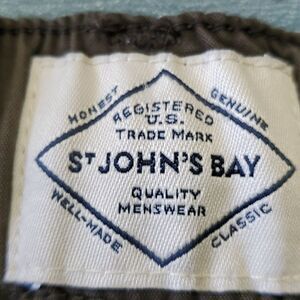 HONEST
GENUINE
REGISTERED
U.S.
TRADE MARK
ST JOHN'S BAY
QUALITY
MENSWEAR
WELL-MADE
CLASSIC